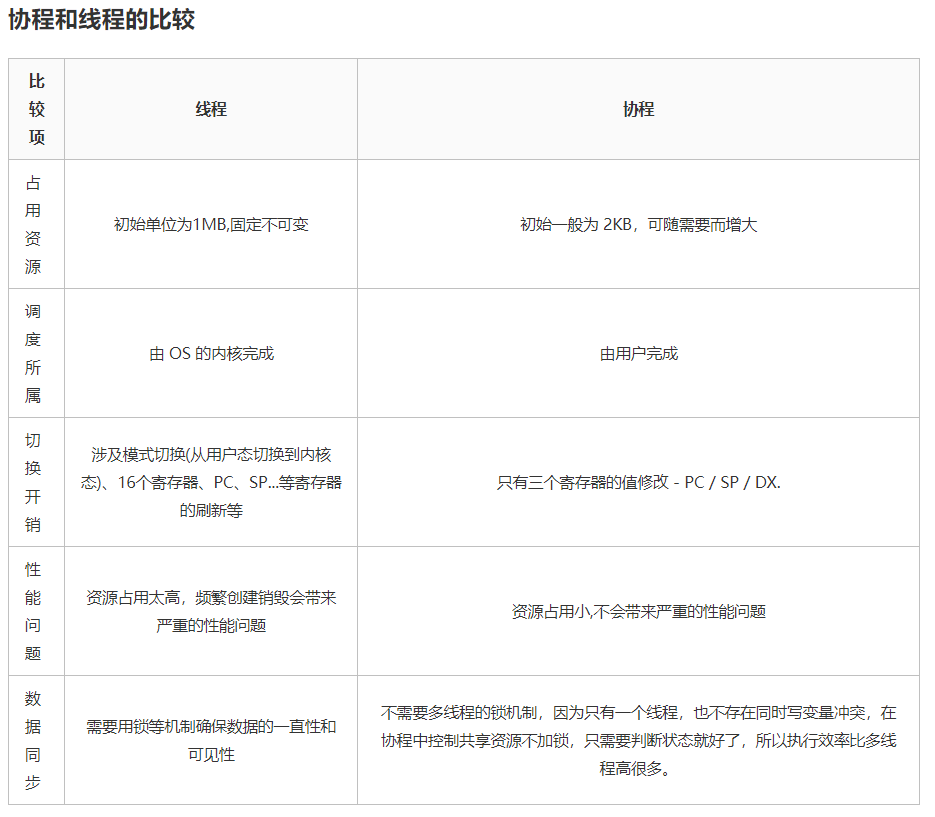 协程和线程的比较
比
较
项
线程
协程
占
用
资
源
初始单位为1MB,固定不可变
初始一般为 2KB，可随需要而增大
调
度
所
属
由 OS 的内核完成
由用户完成
切
换
开
销
涉及模式切换(从用户态切换到内核
态)、16个寄存器、PC、SP...等寄存器
的刷新等
只有三个寄存器的值修改 - PC / SP / DX.
性
能
问
题
资源占用太高，频繁创建销毁会带来
严重的性能问题
资源占用小,不会带来严重的性能问题
数
据
同
步
需要用锁等机制确保数据的一直性和
可见性
不需要多线程的锁机制，因为只有一个线程，也不存在同时写变量冲突，在
协程中控制共享资源不加锁，只需要判断状态就好了，所以执行效率比多线
程高很多。